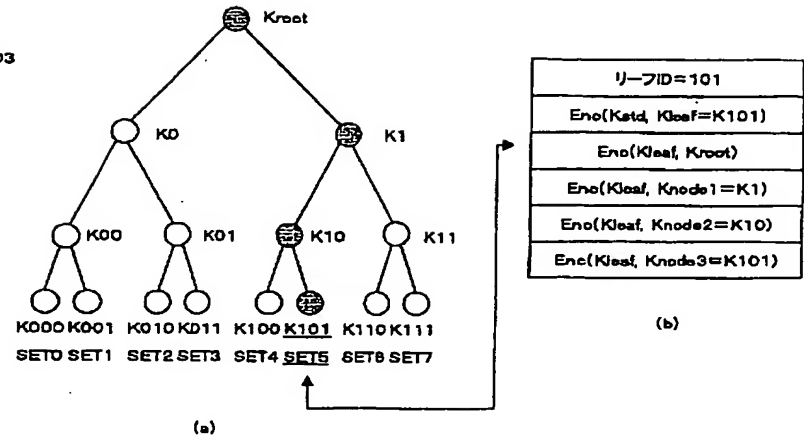 Kroot
03
K0
K1
K00
K01
K10
K11
K000 K001 K010 K011 K100 K101 K110 K111
SET0 SET1 SET2 SET3 SET4 SET5 SET6 SET7
(a)
リーフID=101
Enc(Kstd, Kleaf=K101)
Enc(Kleaf, Kroot)
Enc(Kleaf, Knode1=K1)
Enc(Kleaf, Knode2=K10)
Enc(Kleaf, Knode3=K101)
(b)